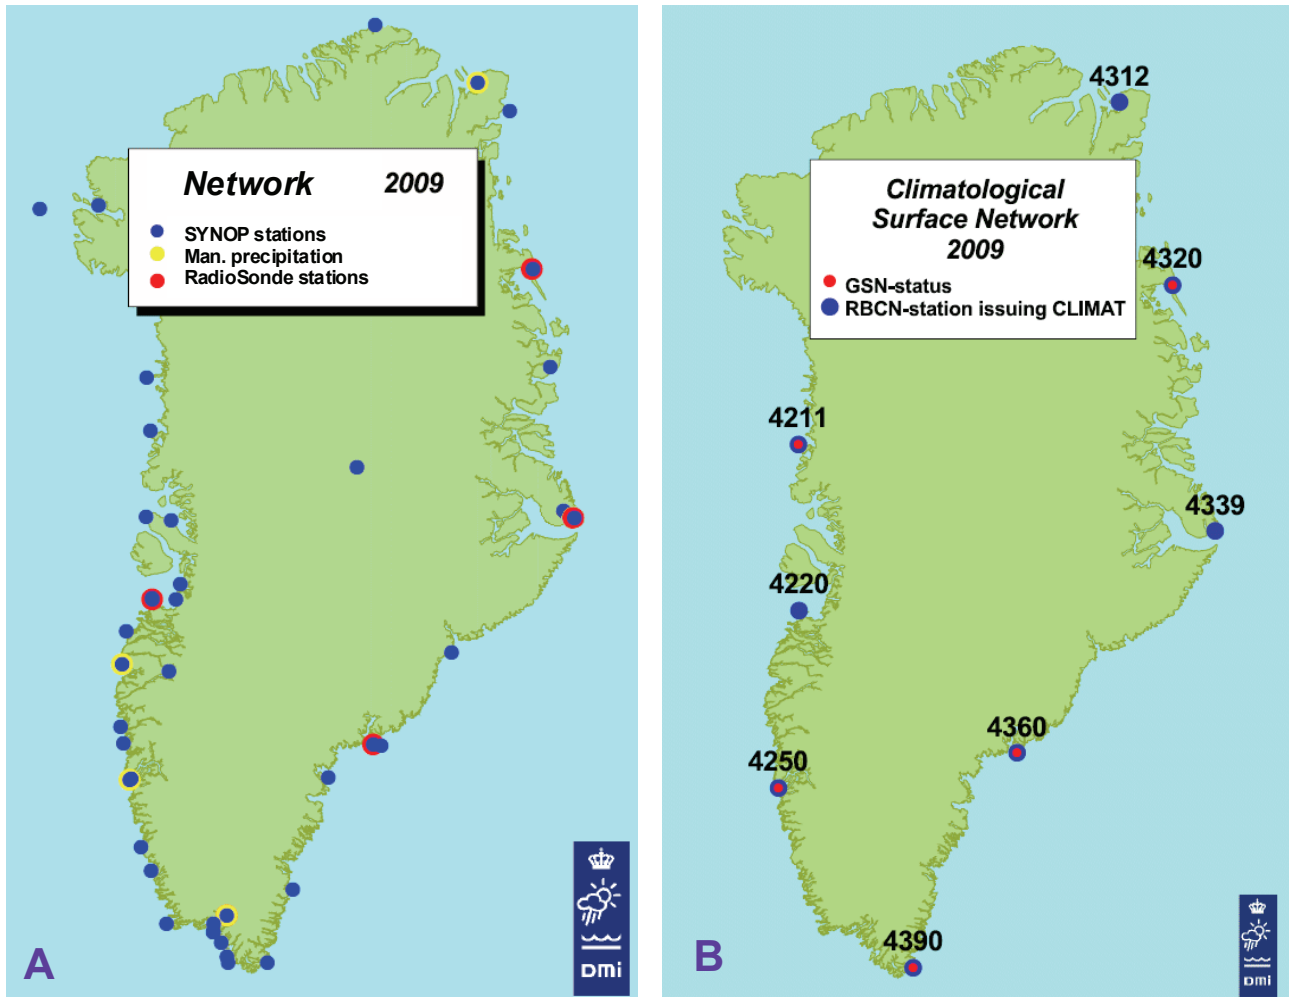 Network 2009
SYNOP stations
Man. precipitation
RadioSonde stations
DMi
A
Climatological
Surface Network
2009
GSN-status
RBCN-station issuing CLIMAT
4312
4320
4211
4339
4220
4360
4250
4390
DMi
B